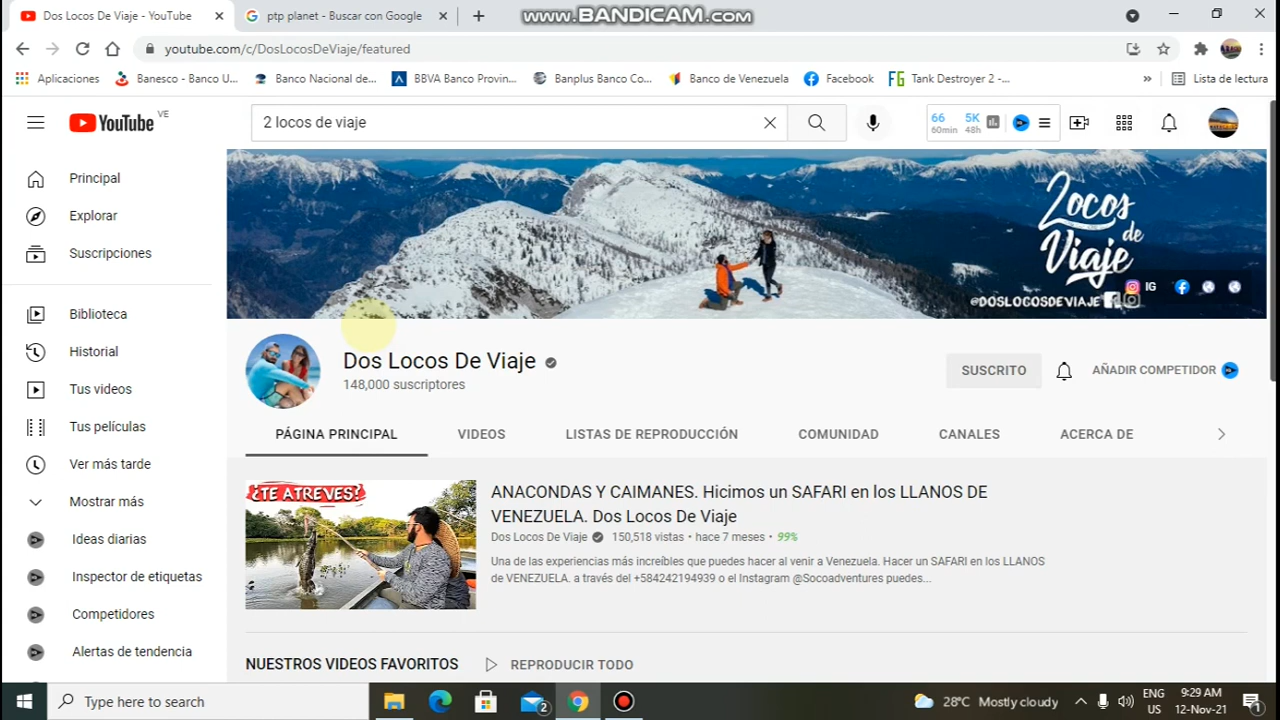 Dos Locos De Viaje - YouTube
ptp planet - Buscar con Google
www.BANDICAM.com
youtube.com/c/DosLocosDeViaje/featured
Aplicaciones
Banesco - Banco U...
Banco Nacional de...
BBVA Banco Provin...
Banplus Banco Co...
Banco de Venezuela
Facebook
FG Tank Destroyer 2 -...
»
Lista de lectura
YouTube VE
2 locos de viaje
66 60min
5K 48h
Principal
Explorar
Suscripciones
Biblioteca
Historial
Tus videos
Tus películas
Ver más tarde
Mostrar más
Ideas diarias
Inspector de etiquetas
Competidores
Alertas de tendencia
2ocos
de
Viaje
IG
@DOSLOCOSDEVIAJE
Dos Locos De Viaje
148,000 suscriptores
SUSCRITO
AÑADIR COMPETIDOR
PÁGINA PRINCIPAL
VIDEOS
LISTAS DE REPRODUCCIÓN
COMUNIDAD
CANALES
ACERCA DE
¿TE ATREVES?
ANACONDAS Y CAIMANES. Hicimos un SAFARI en los LLANOS DE
VENEZUELA. Dos Locos De Viaje
Dos Locos De Viaje 150,518 vistas • hace 7 meses • 99%
Una de las experiencias más increíbles que puedes hacer al venir a Venezuela. Hacer un SAFARI en los LLANOS
de VENEZUELA. a través del +584242194939 o el Instagram @Socoadventures puedes...
NUESTROS VIDEOS FAVORITOS
REPRODUCIR TODO
Type here to search
2
28°C Mostly cloudy
ENG
US
9:29 AM
12-Nov-21
1